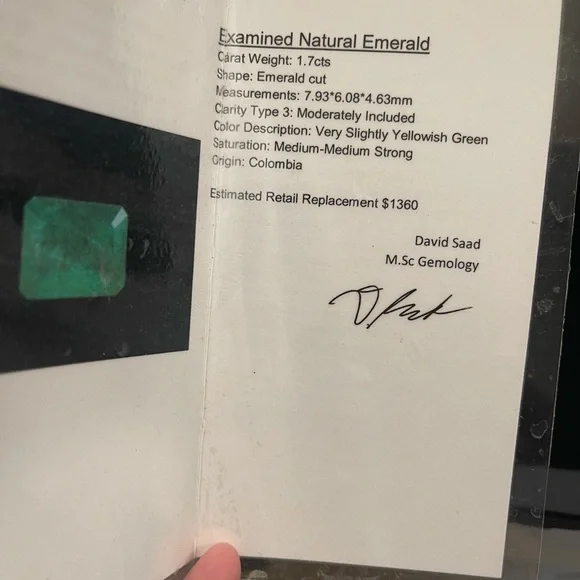 Examined Natural Emerald
Carat Weight: 1.7cts
Shape: Emerald cut
Measurements: 7.93*6.08*4.63mm
Clarity Type 3: Moderately Included
Color Description: Very Slightly Yellowish Green
Saturation: Medium-Medium Strong
Origin: Colombia
Estimated Retail Replacement $1360
David Saad
M.Sc Gemology